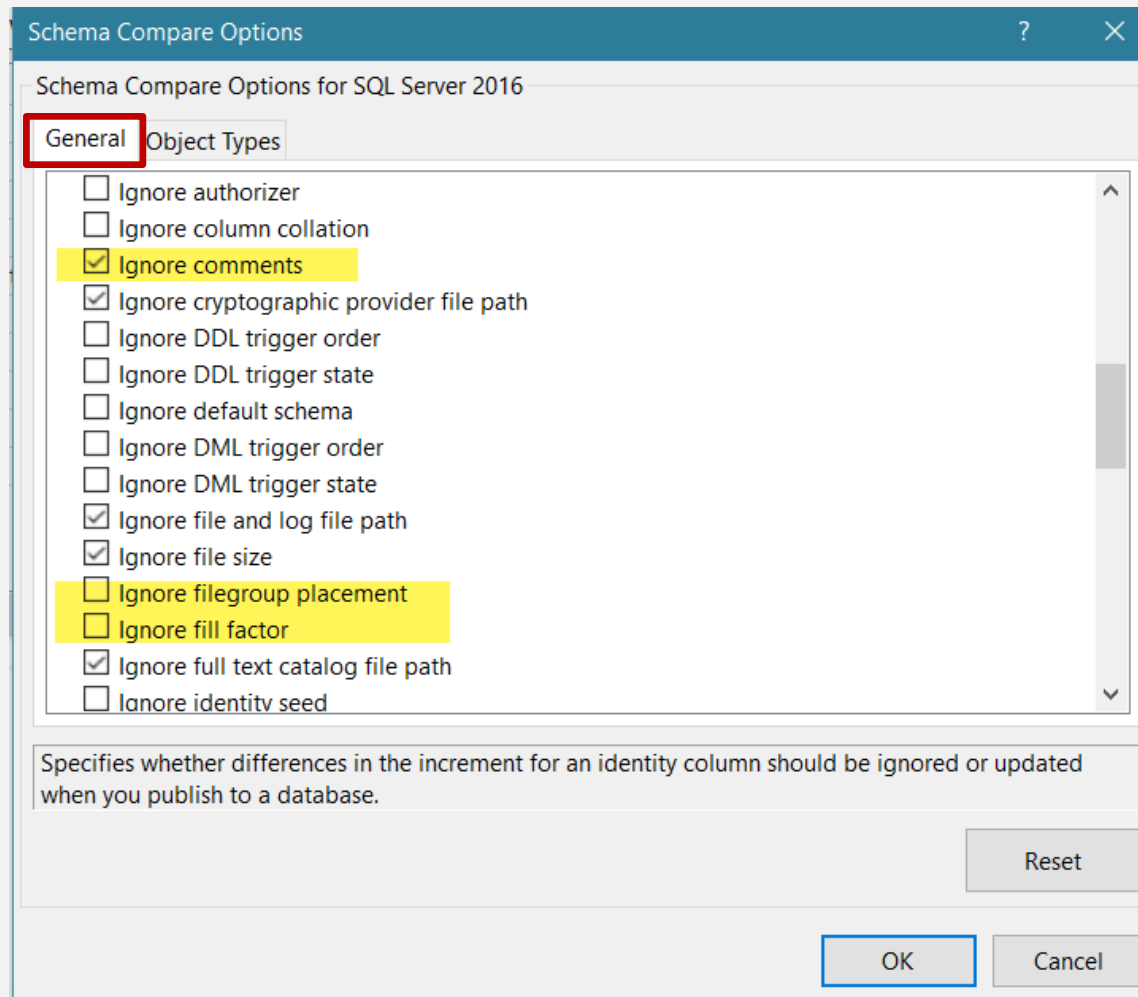 Schema Compare Options
?
Schema Compare Options for SQL Server 2016
General
Object Types
Ignore authorizer
Ignore column collation
Ignore comments
Ignore cryptographic provider file path
Ignore DDL trigger order
Ignore DDL trigger state
Ignore default schema
Ignore DML trigger order
Ignore DML trigger state
Ignore file and log file path
Ignore file size
Ignore filegroup placement
Ignore fill factor
Ignore full text catalog file path
Ignore identity seed
Specifies whether differences in the increment for an identity column should be ignored or updated
when you publish to a database.
Reset
OK
Cancel